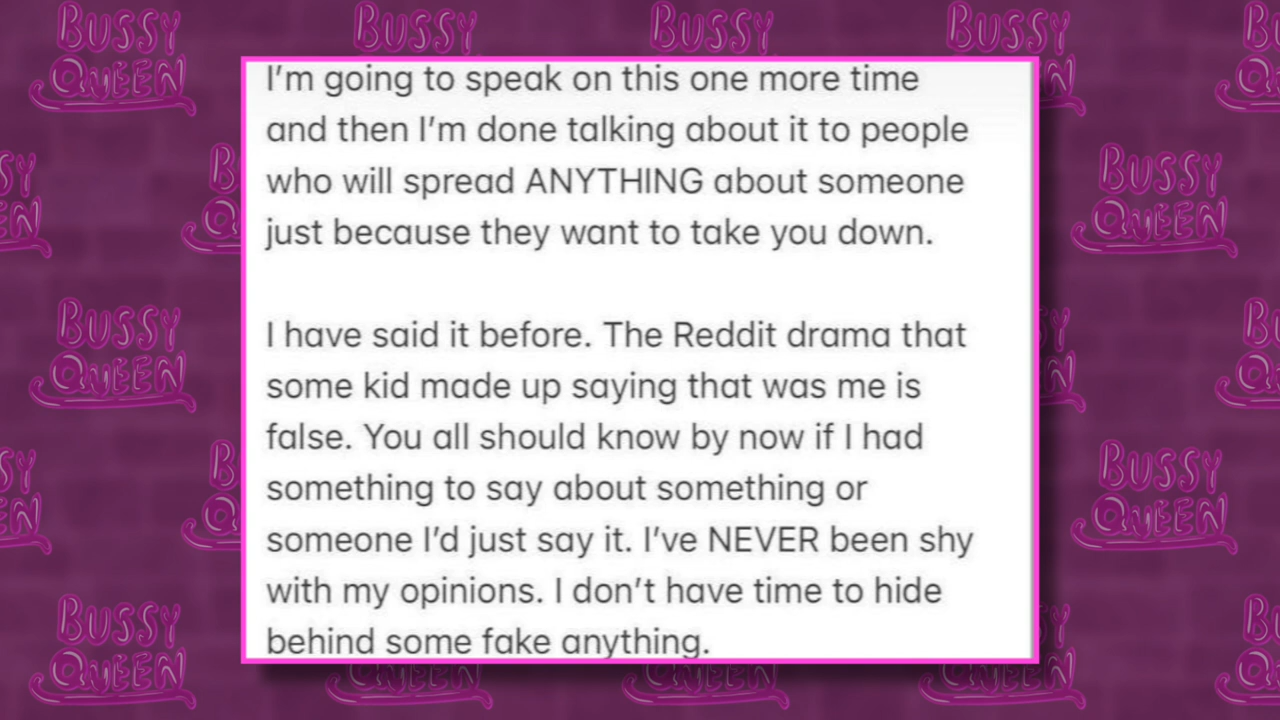 BUSSY QUEEN
I'm going to speak on this one more time
and then I'm done talking about it to people
who will spread ANYTHING about someone
just because they want to take you down.
I have said it before. The Reddit drama that
some kid made up saying that was me is
false. You all should know by now if I had
something to say about something or
someone I'd just say it. I've NEVER been shy
with my opinions. I don't have time to hide
behind some fake anything.